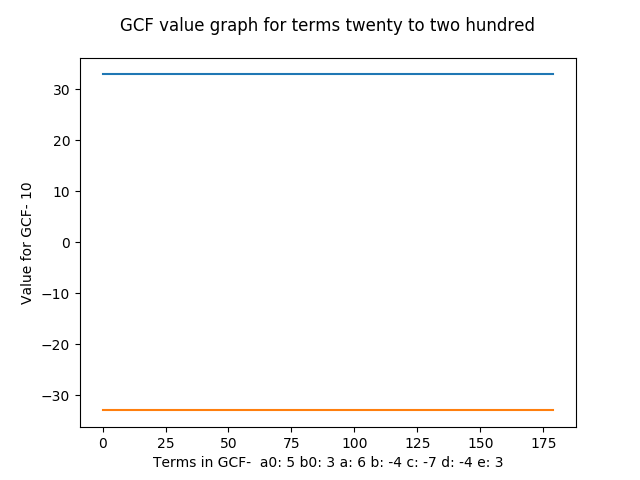 GCF value graph for terms twenty to two hundred
30
20
10
0
−10
−20
−30
Value for GCF- 10
0 25 50 75 100 125 150 175
Terms in GCF-  a0: 5 b0: 3 a: 6 b: -4 c: -7 d: -4 e: 3